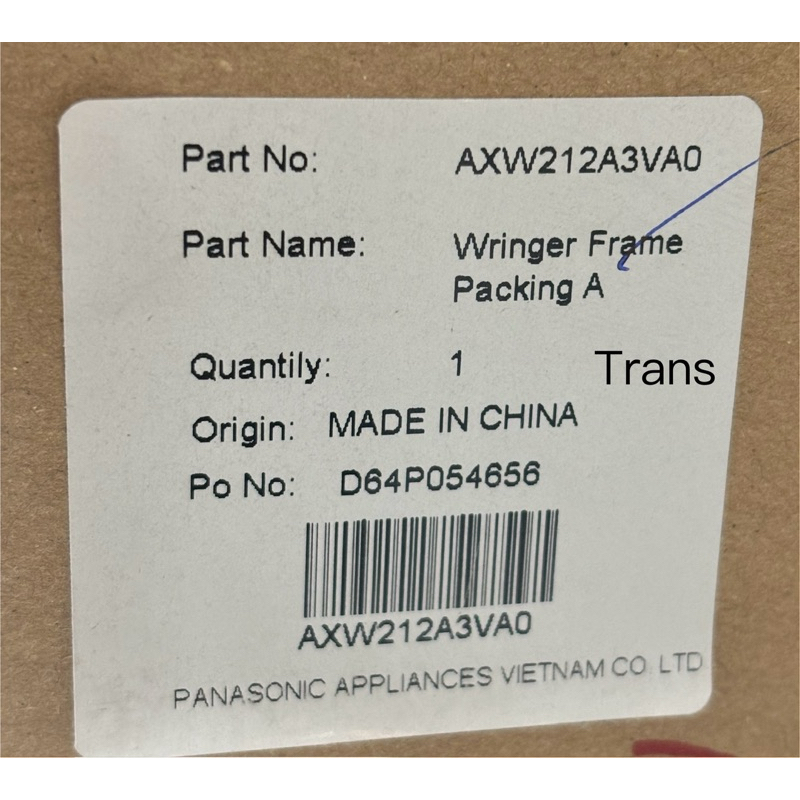 Part No: AXW212A3VA0
Part Name: Wringer Frame
Packing A
Quantily: 1
Trans
Origin: MADE IN CHINA
Po No: D64P054656
AXW212A3VA0
PANASONIC APPLIANCES VIETNAM CO LTD